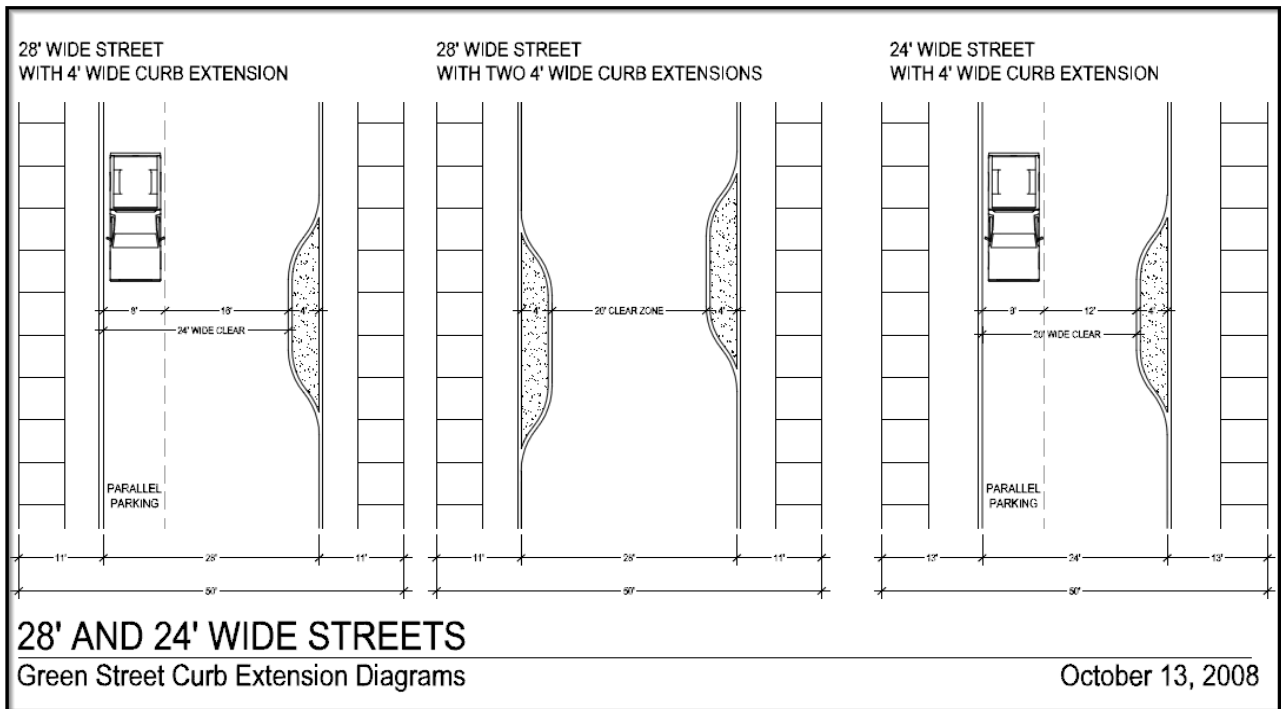 28' WIDE STREET
WITH 4' WIDE CURB EXTENSION
28' WIDE STREET
WITH TWO 4' WIDE CURB EXTENSIONS
24' WIDE STREET
WITH 4' WIDE CURB EXTENSION
8'
16'
4'
24' WIDE CLEAR
4'
20' CLEAR ZONE
4'
8'
12'
4'
20' WIDE CLEAR
PARALLEL
PARKING
PARALLEL
PARKING
11'
28'
11'
11'
28'
11'
13'
24'
13'
50'
50'
50'
28' AND 24' WIDE STREETS
Green Street Curb Extension Diagrams
October 13, 2008